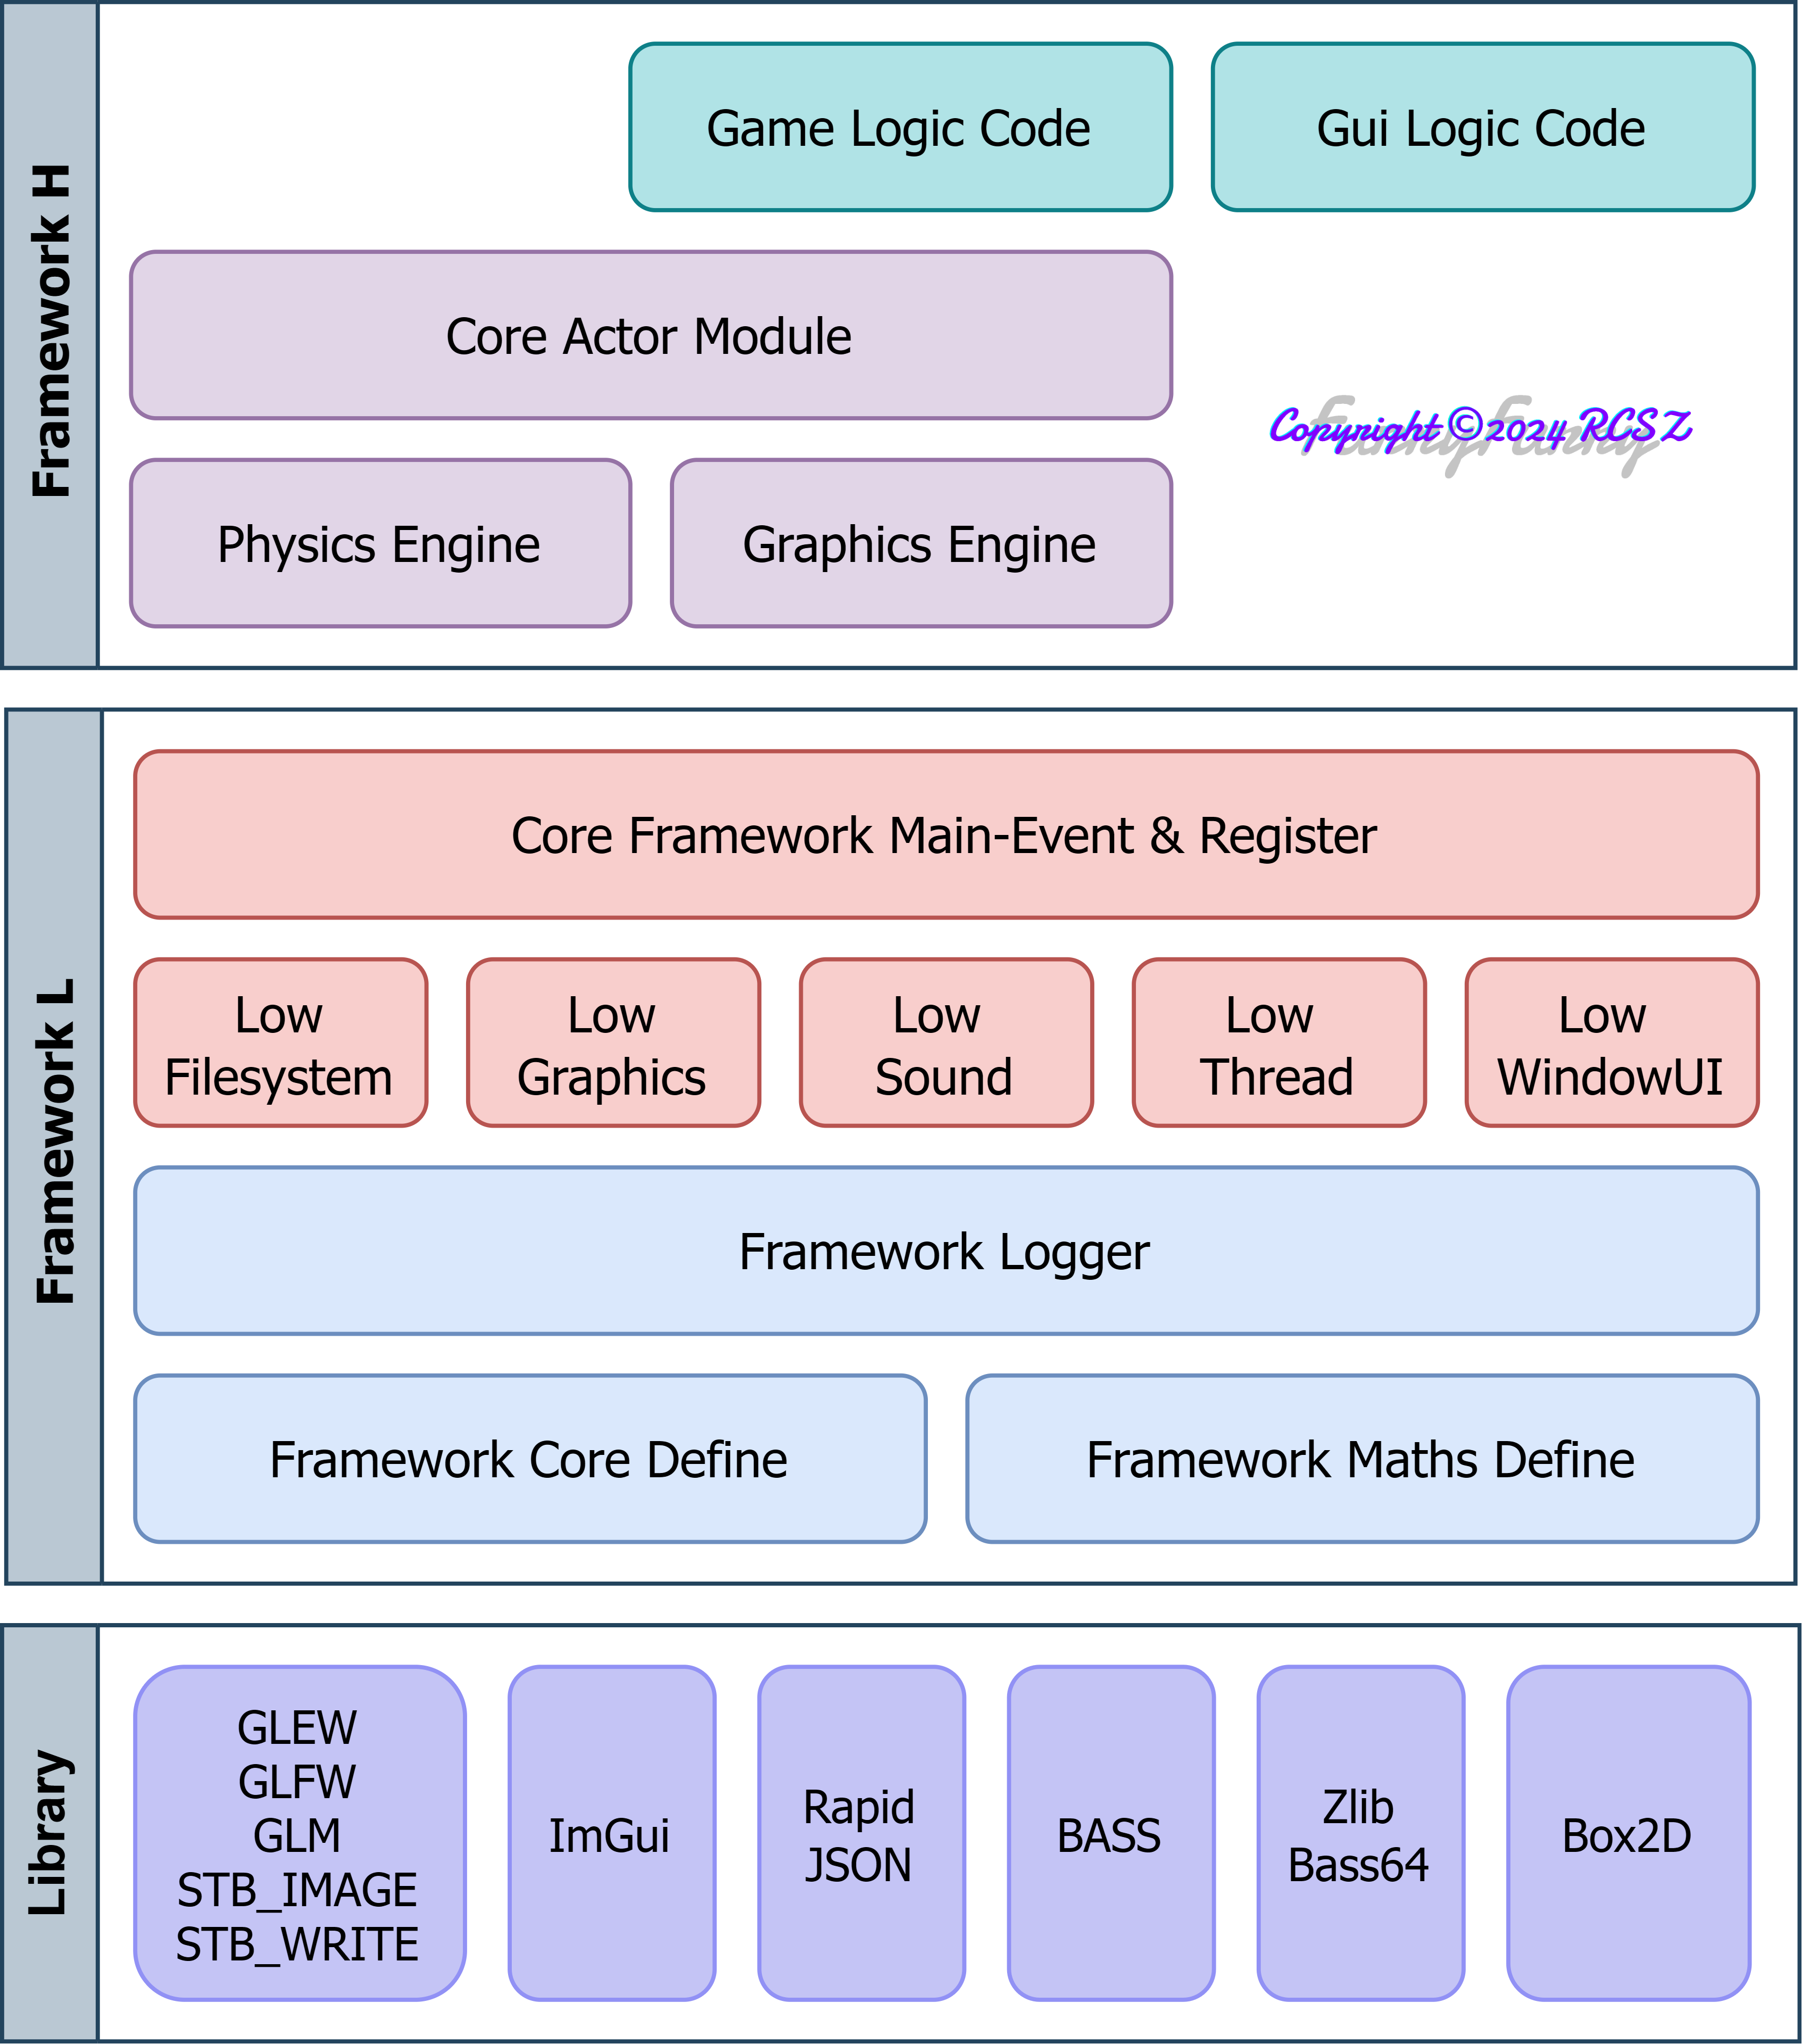 Framework H
Game Logic Code
Gui Logic Code
Core Actor Module
Copyright ©2024 RCSZ
FunnyFunny
Physics Engine
Graphics Engine
Framework L
Core Framework Main-Event & Register
Low
Filesystem
Low
Graphics
Low
Sound
Low
Thread
Low
WindowUI
Framework Logger
Framework Core Define
Framework Maths Define
Library
GLEW
GLFW
GLM
STB_IMAGE
STB_WRITE
ImGui
Rapid
JSON
BASS
Zlib
Bass64
Box2D